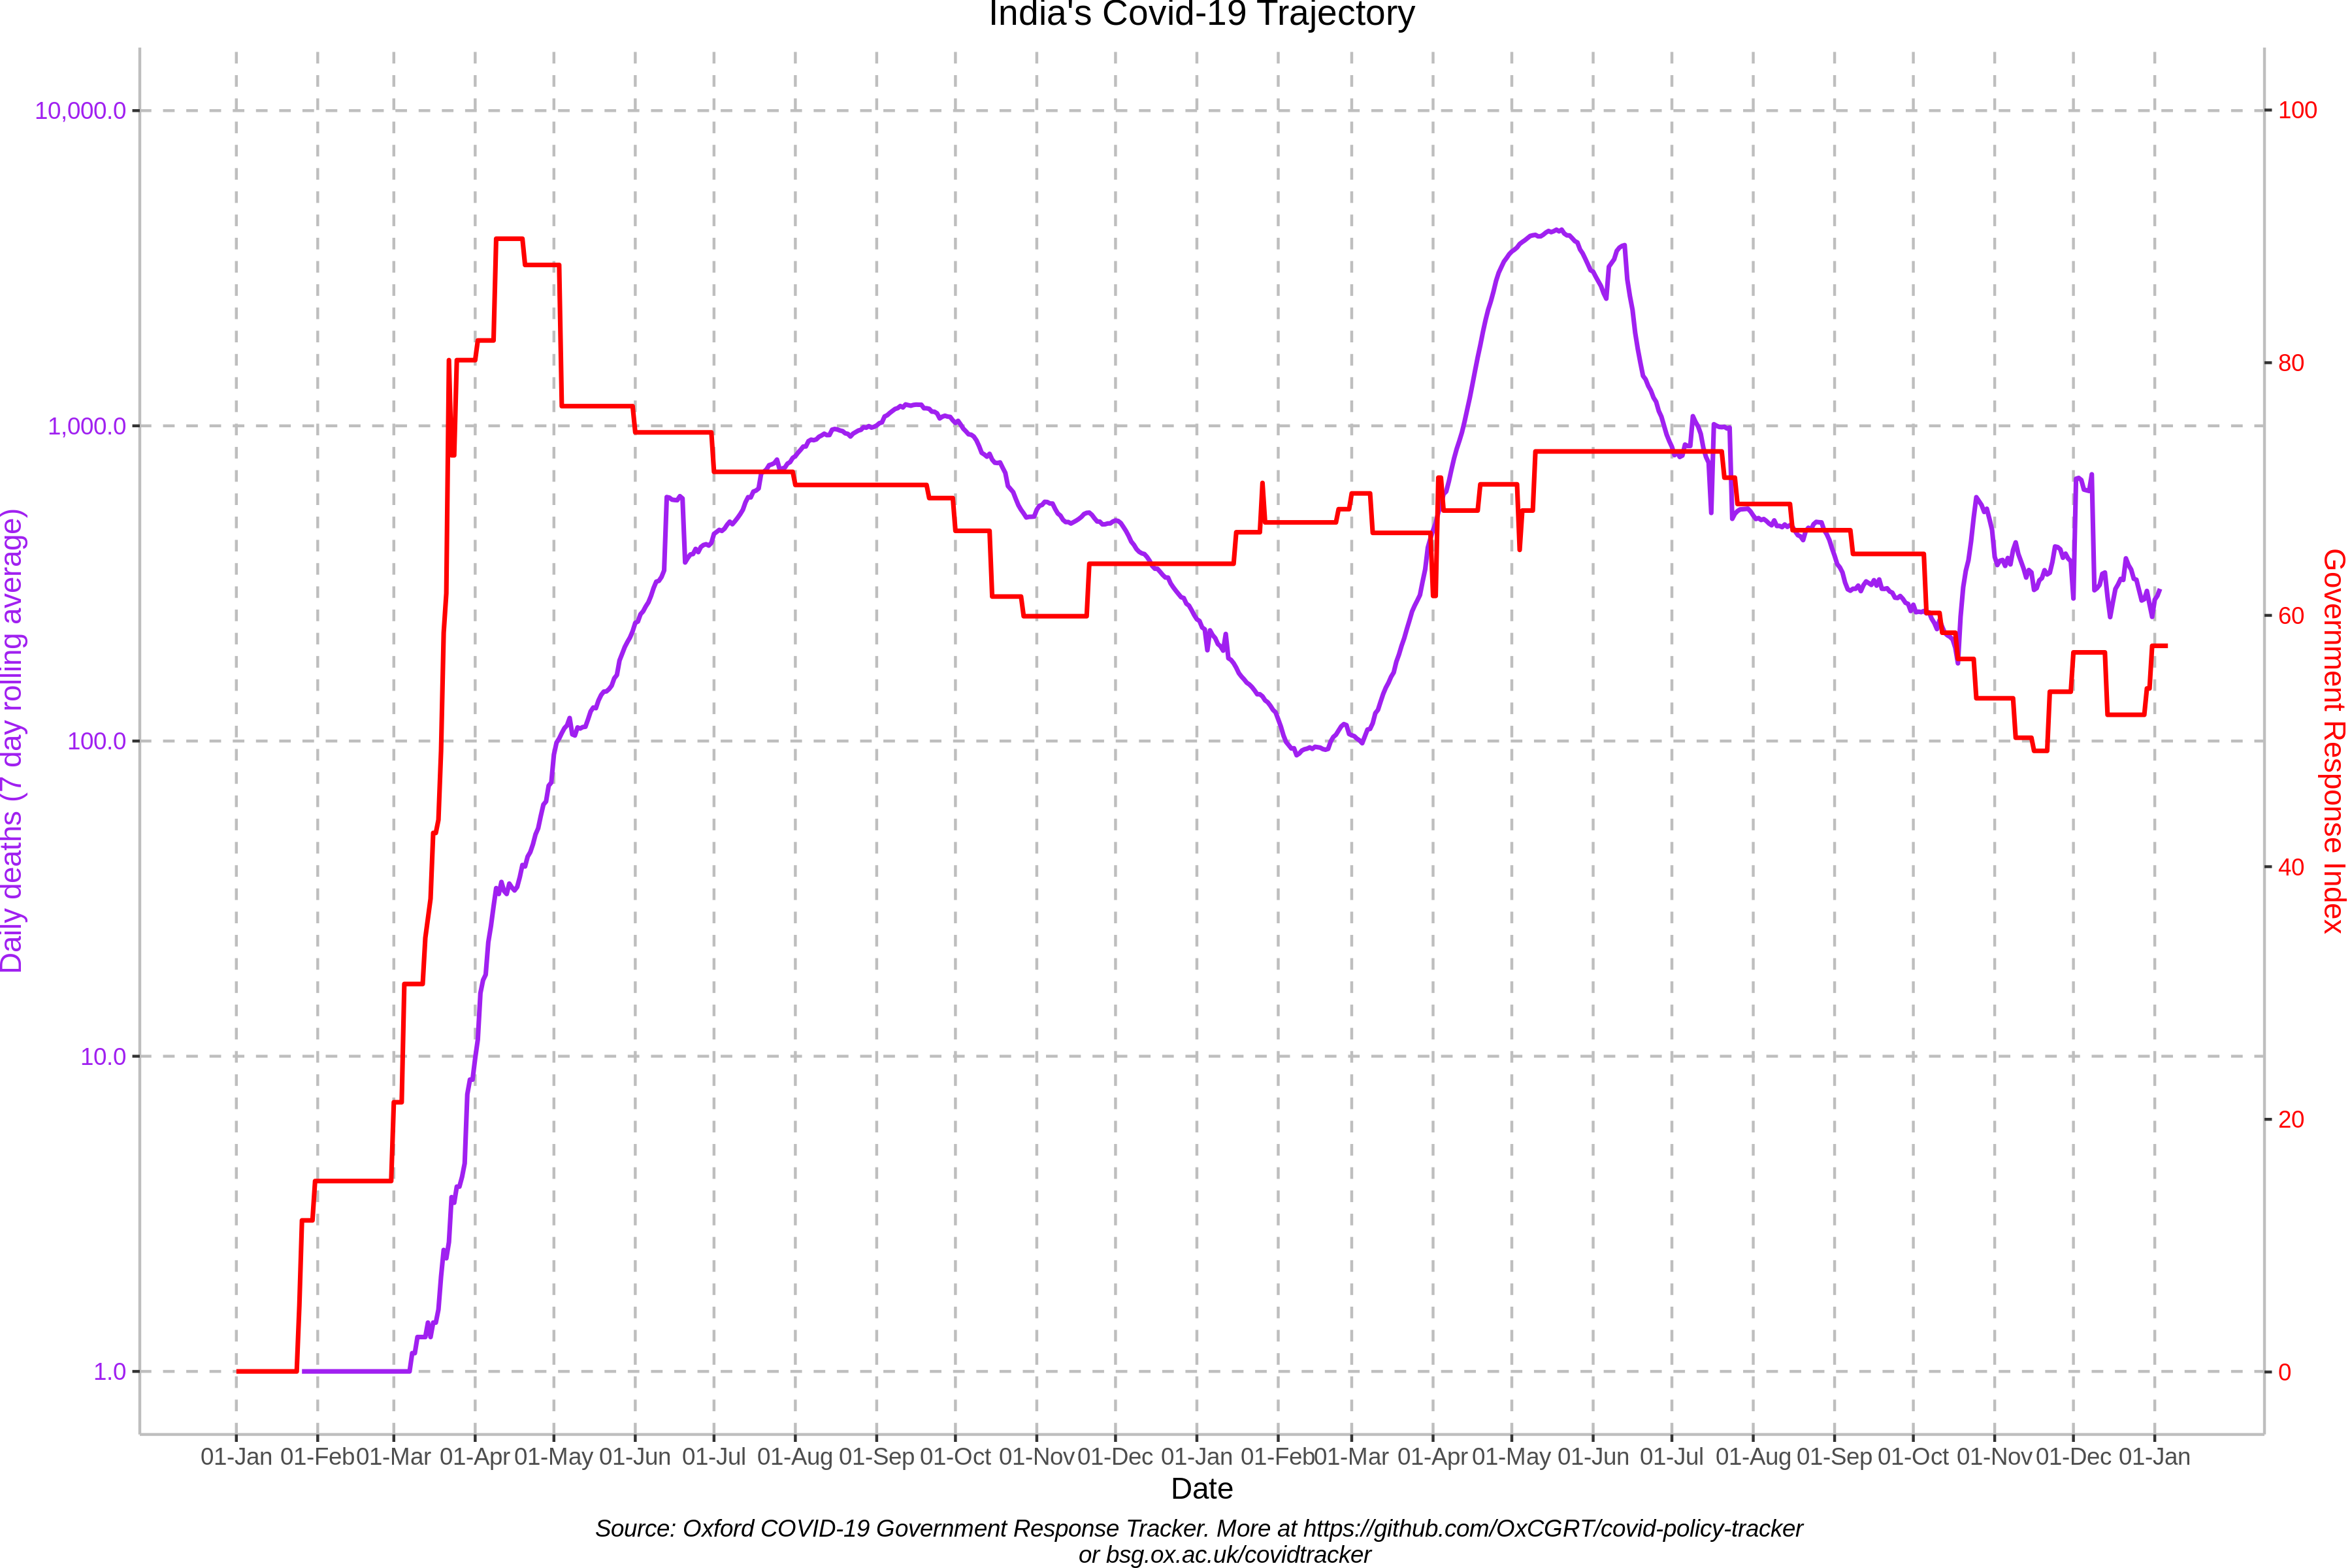 India's Covid-19 Trajectory
10,000.0
1,000.0
100.0
10.0
1.0
Daily deaths (7 day rolling average)
100
80
60
40
20
0
Government Response Index
01-Jan 01-Feb 01-Mar 01-Apr 01-May 01-Jun 01-Jul 01-Aug 01-Sep 01-Oct 01-Nov 01-Dec 01-Jan 01-Feb 01-Mar 01-Apr 01-May 01-Jun 01-Jul 01-Aug 01-Sep 01-Oct 01-Nov 01-Dec 01-Jan
Date
Source: Oxford COVID-19 Government Response Tracker. More at https://github.com/OxCGRT/covid-policy-tracker
or bsg.ox.ac.uk/covidtracker